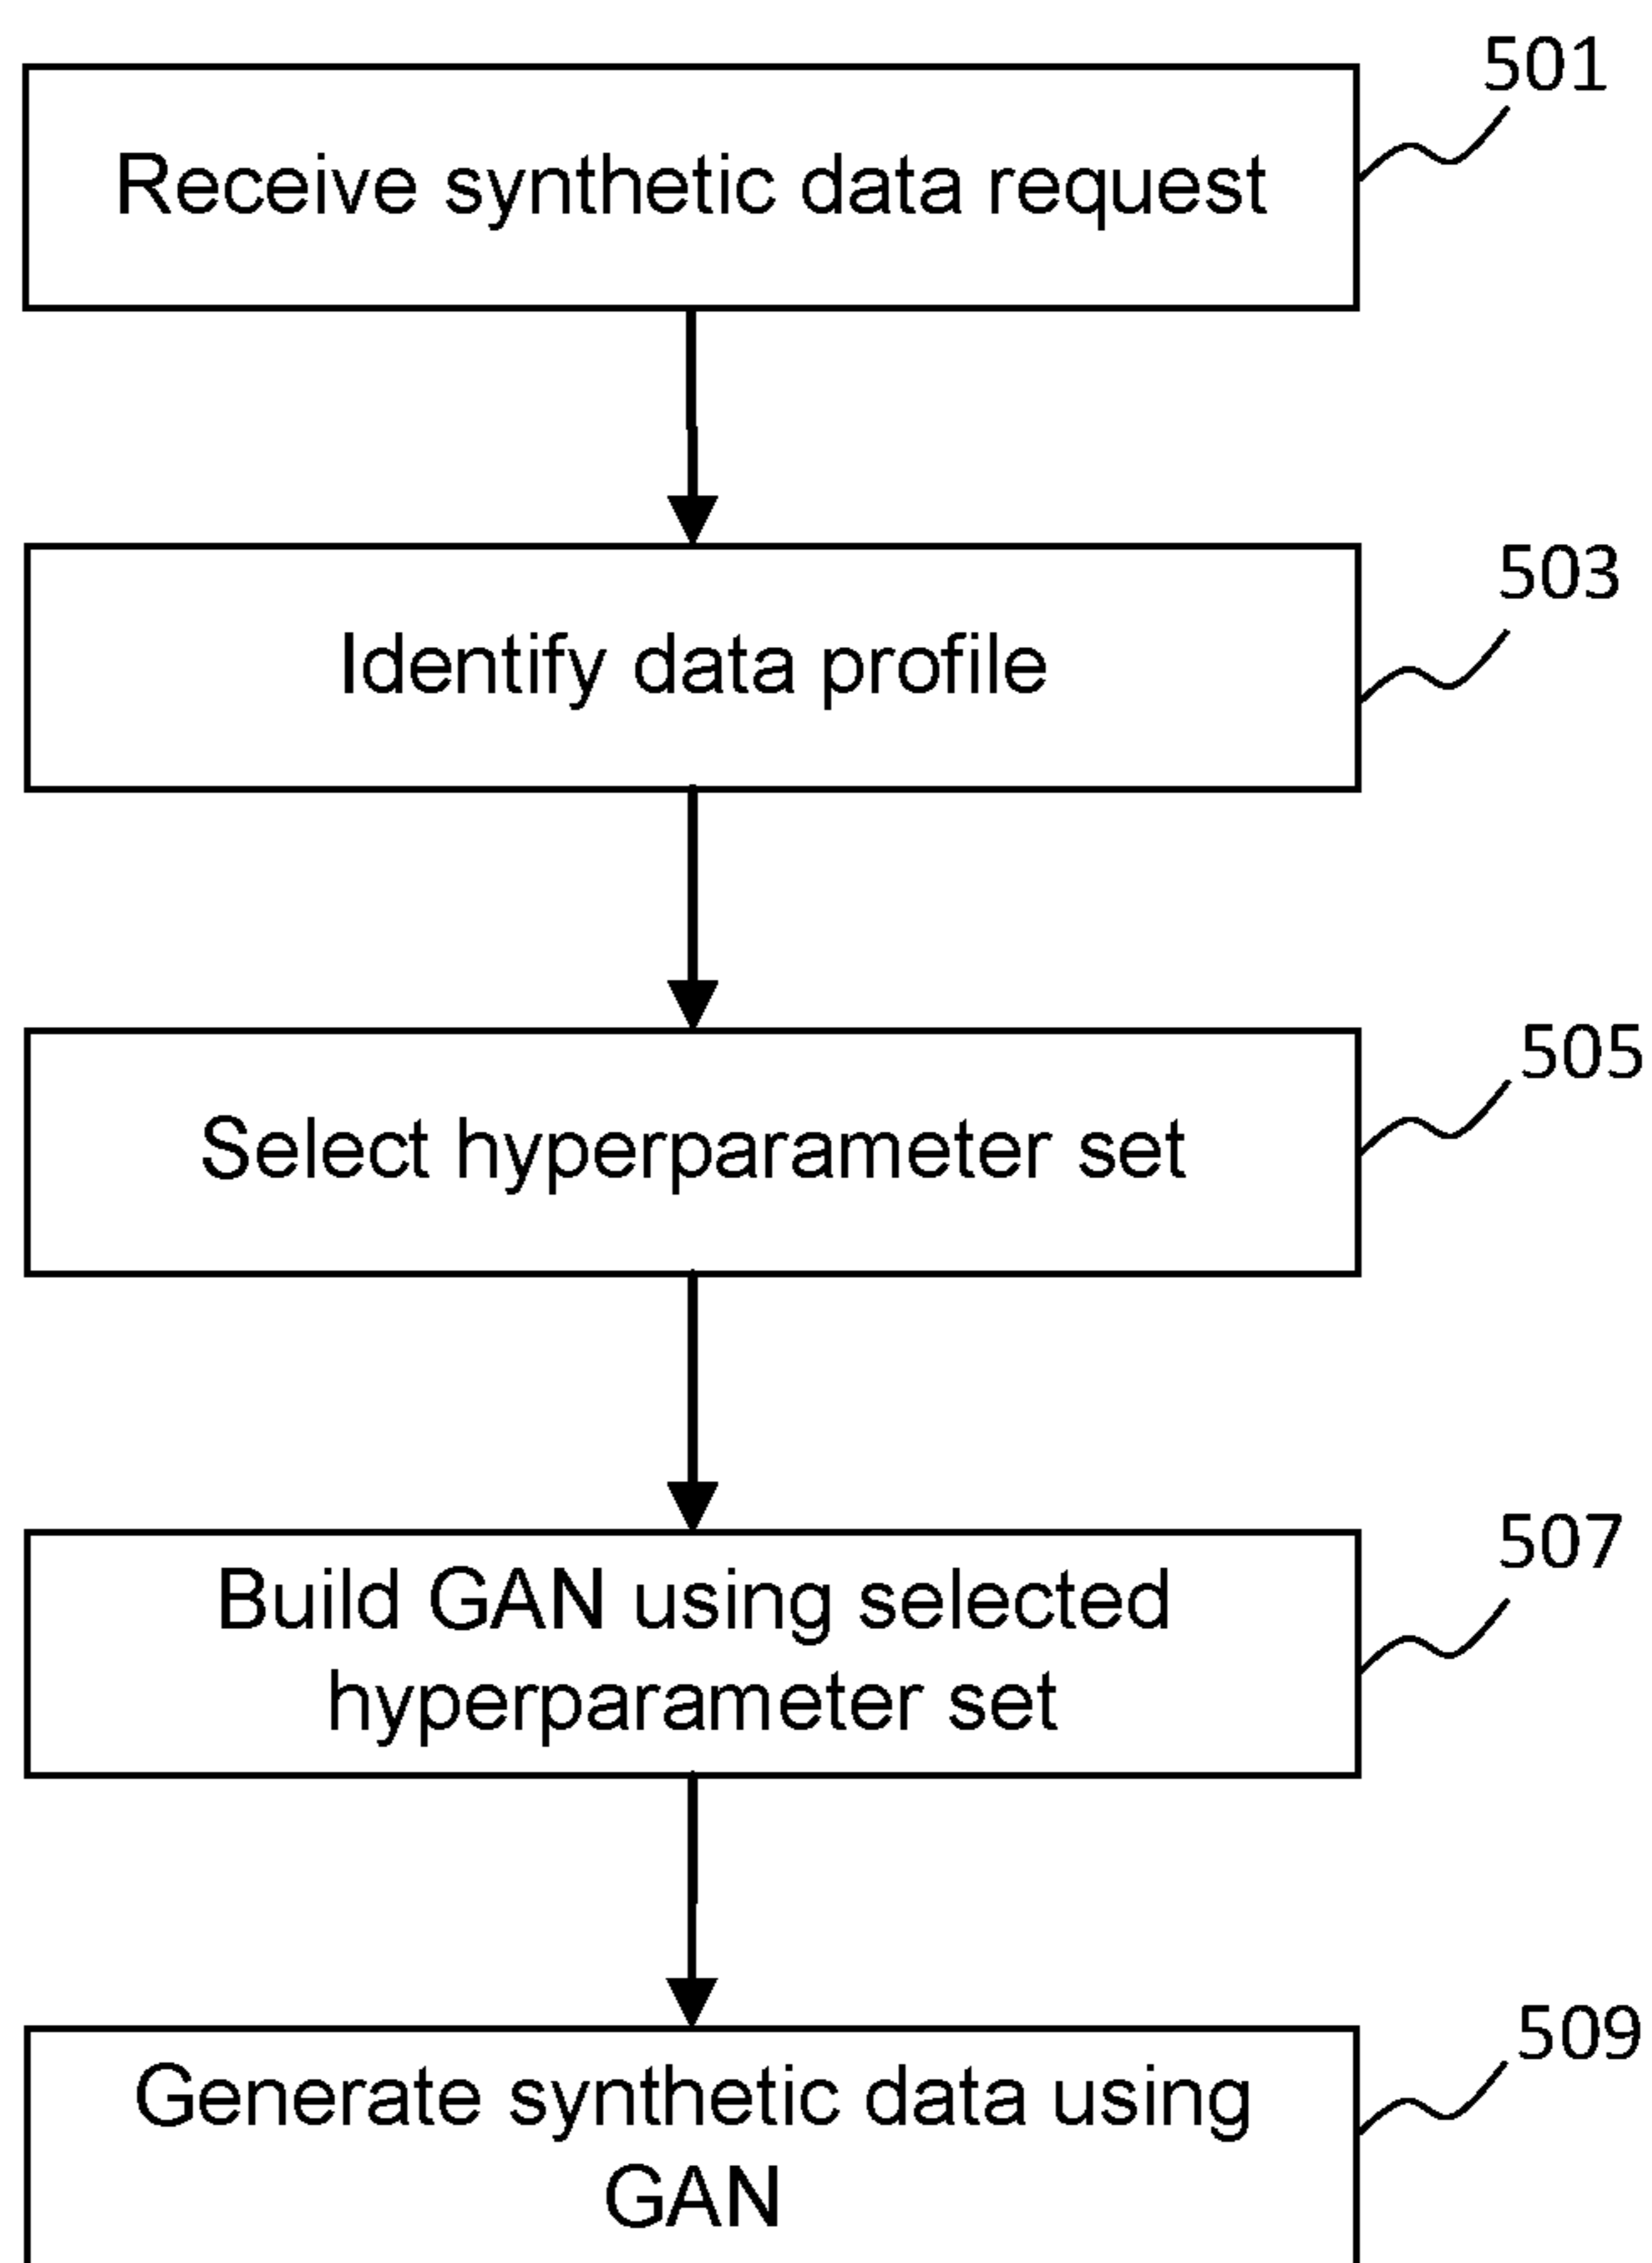 501
Receive synthetic data request
503
Identify data profile
505
Select hyperparameter set
507
Build GAN using selected
hyperparameter set
509
Generate synthetic data using
GAN